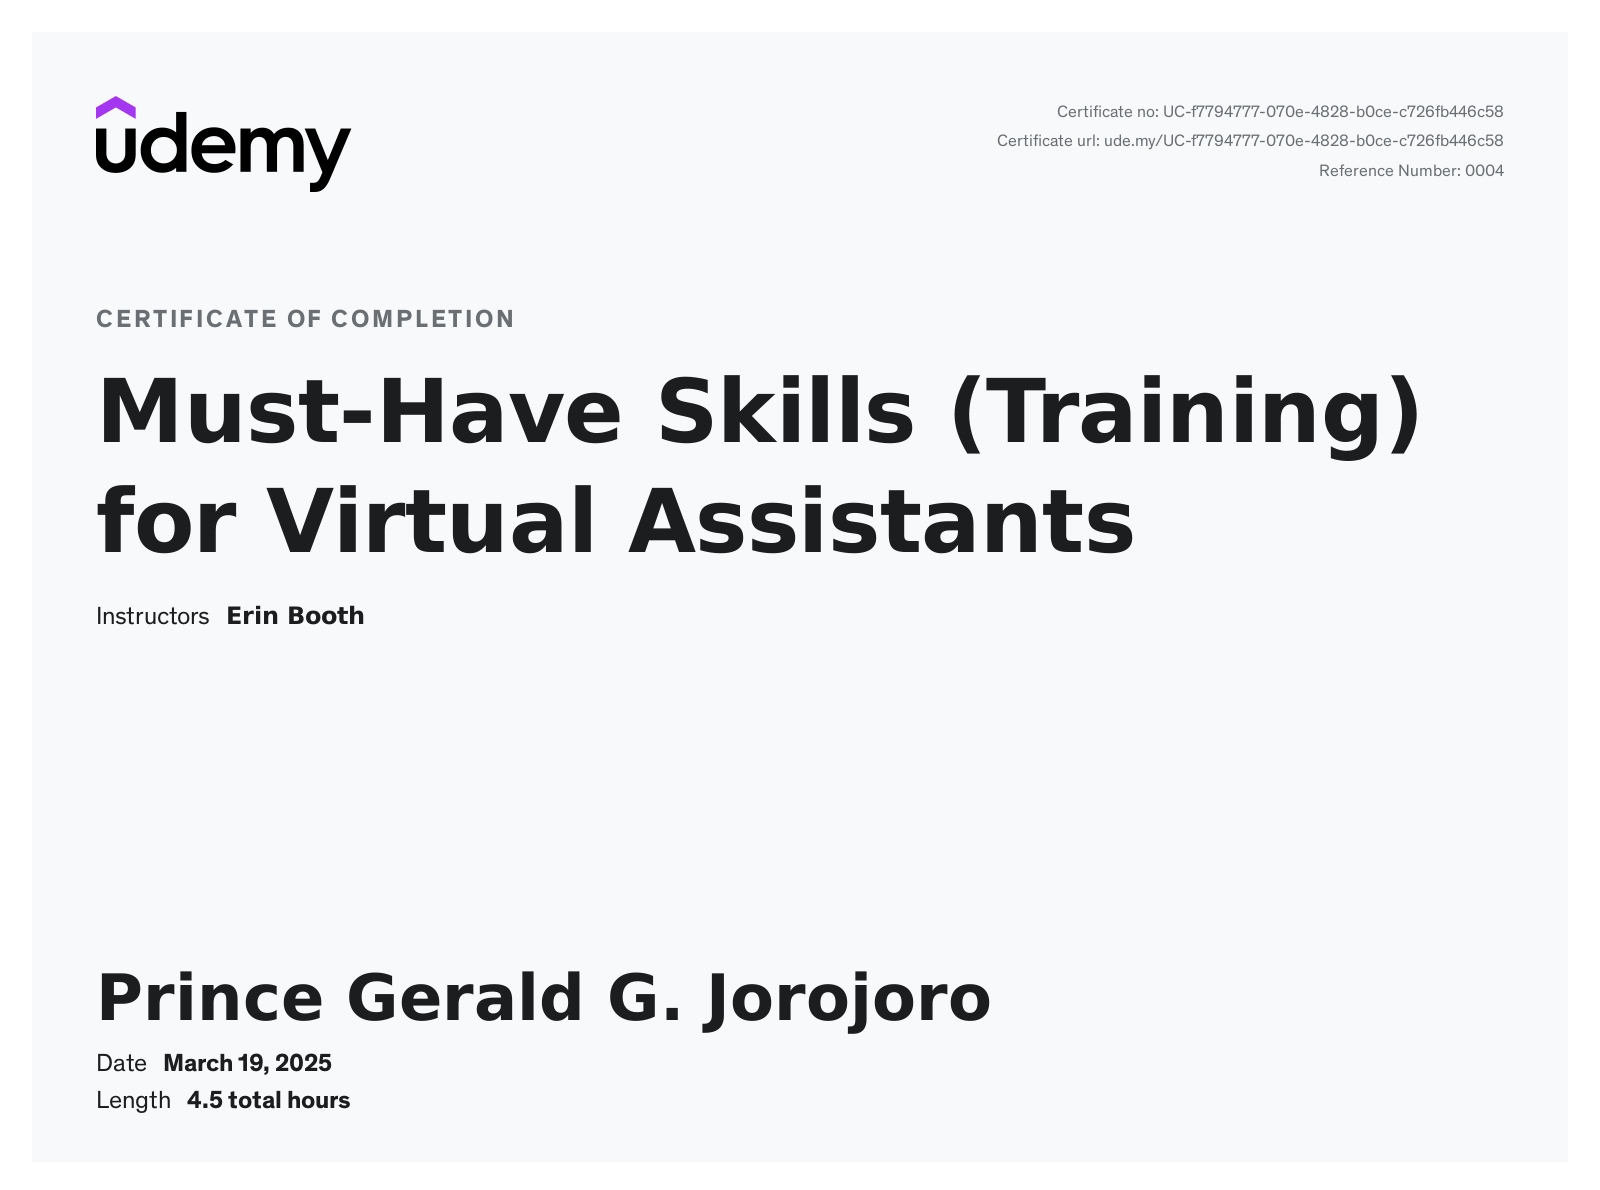 udemy
Certificate no: UC-f7794777-070e-4828-b0ce-c726fb446c58
Certificate url: ude.my/UC-f7794777-070e-4828-b0ce-c726fb446c58
Reference Number: 0004
CERTIFICATE OF COMPLETION
Must-Have Skills (Training)
for Virtual Assistants
Instructors Erin Booth
Prince Gerald G. Jorojoro
Date March 19, 2025
Length 4.5 total hours